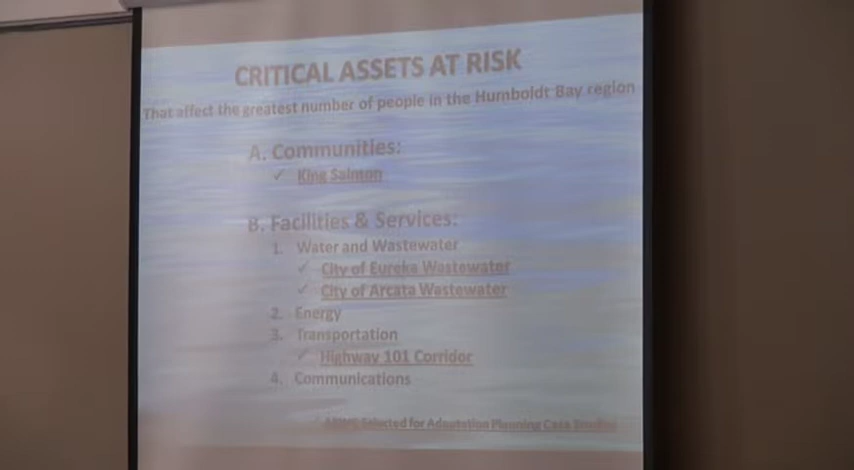 CRITICAL ASSETS AT RISK
That affect the greatest number of people in the Humboldt Bay region
A. Communities:
✓ King Salmon
B. Facilities & Services:
1. Water and Wastewater
✓ City of Eureka Wastewater
✓ City of Arcata Wastewater
2. Energy
3. Transportation
✓ Highway 101 Corridor
4. Communications
Selected for Adaptation Planning Case Studies